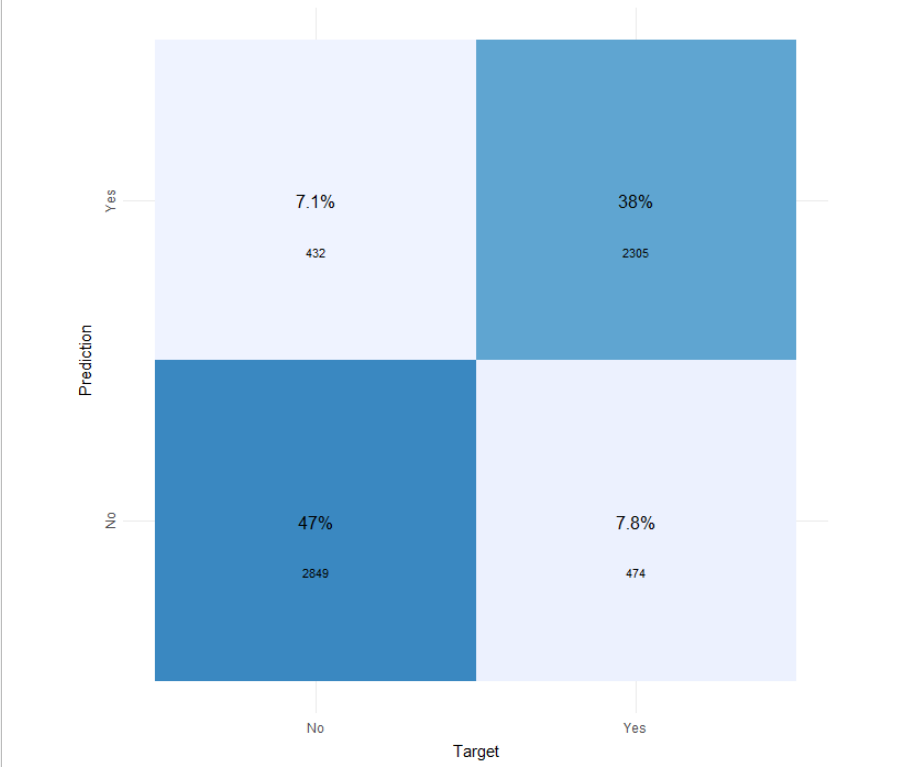 Prediction
Yes
7.1%
38%
432
2305
No
47%
7.8%
2849
474
No
Yes
Target